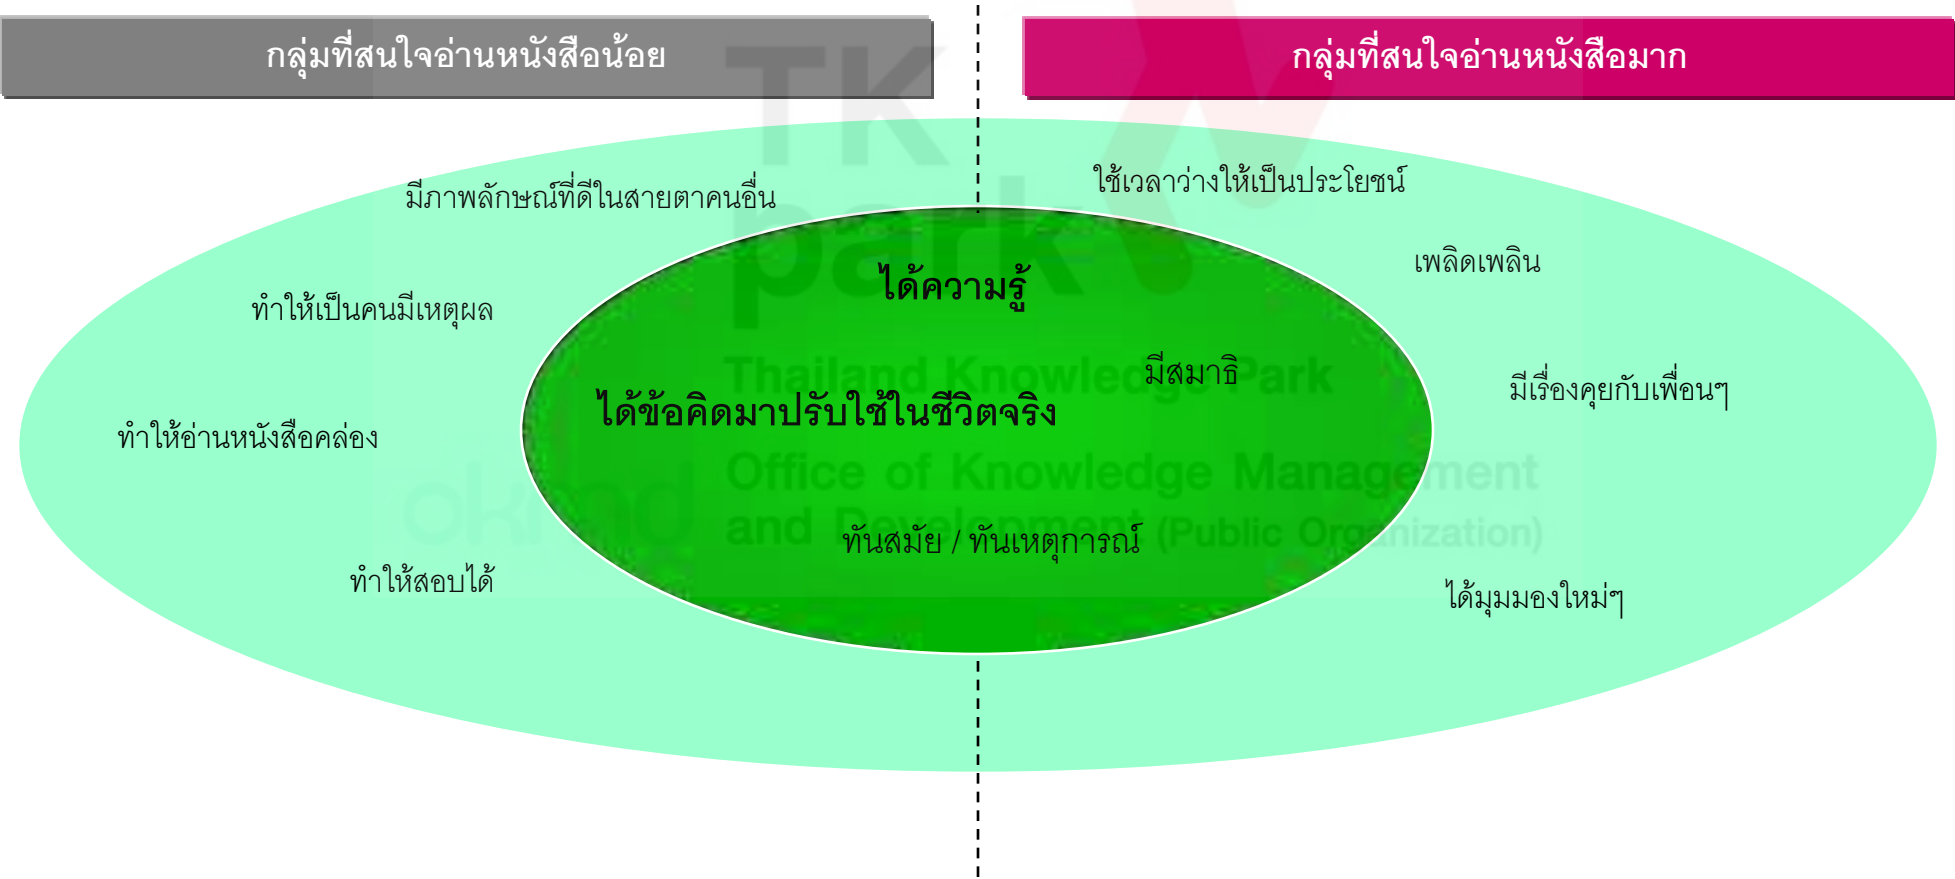 กลุ่มที่สนใจอ่านหนังสือน้อย
กลุ่มที่สนใจอ่านหนังสือมาก
มีภาพลักษณ์ที่ดีในสายตาคนอื่น
ใช้เวลาว่างให้เป็นประโยชน์
เพลิดเพลิน
ได้ความรู้
ทำให้เป็นคนมีเหตุผล
มีสมาธิ
มีเรื่องคุยกับเพื่อนๆ
ได้ข้อคิดมาปรับใช้ในชีวิตจริง
ทำให้อ่านหนังสือคล่อง
ทันสมัย / ทันเหตุการณ์
ทำให้สอบได้
ได้มุมมองใหม่ๆ
TK
park
Thailand Knowledge Park
okmd
Office of Knowledge Management
and Development (Public Organization)